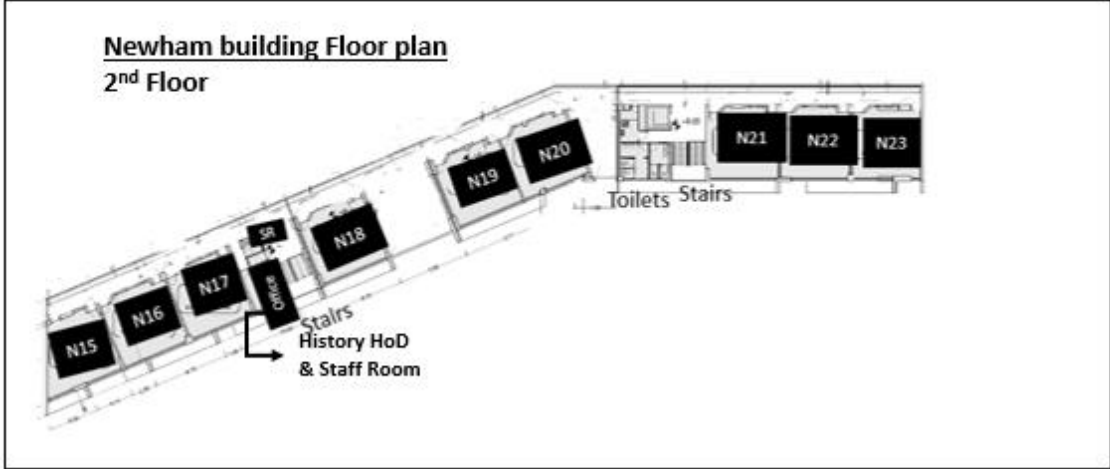 Newham building Floor plan
2nd Floor
N21
N22
N23
N20
N19
Toilets Stairs
SR
N18
N17
Office
N16
Stairs
N15
History HoD
& Staff Room